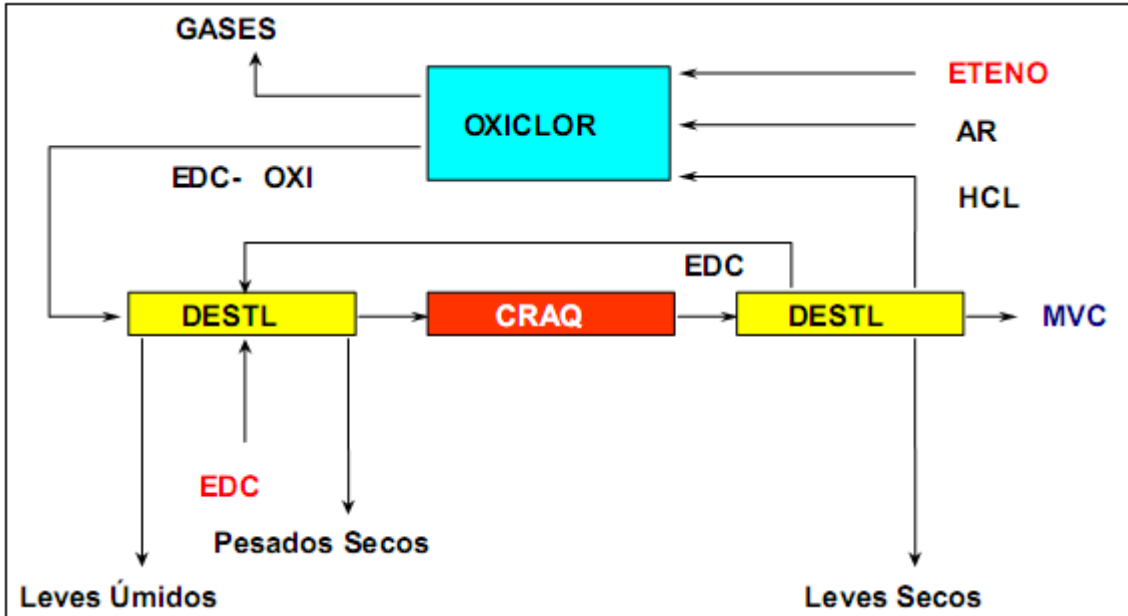 GASES
ETENO
OXICLOR
AR
EDC- OXI
HCL
EDC
DESTL
CRAQ
DESTL
MVC
EDC
Pesados Secos
Leves Úmidos
Leves Secos